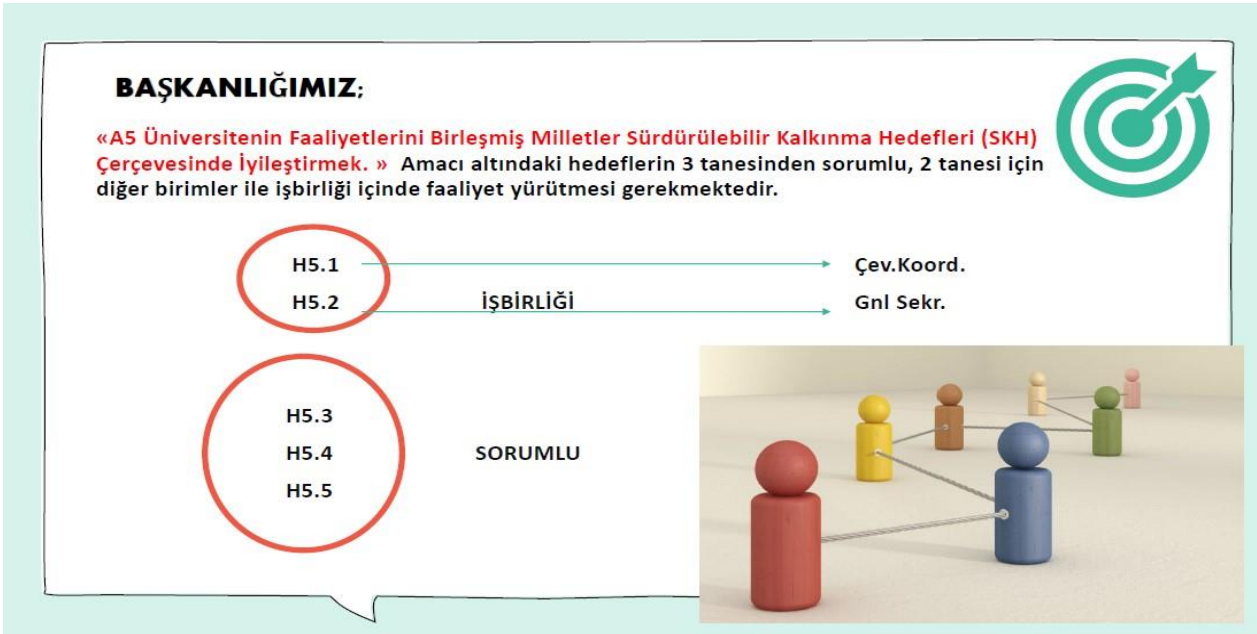 BAŞKANLIĞIMIZ;
«A5 Üniversitenin Faaliyetlerini Birleşmiş Milletler Sürdürülebilir Kalkınma Hedefleri (SKH)
Çerçevesinde İyileştirmek. » Amacı altındaki hedeflerin 3 tanesinden sorumlu, 2 tanesi için
diğer birimler ile işbirliği içinde faaliyet yürütmesi gerekmektedir.
H5.1 Çev.Koord.
H5.2 İŞBİRLİĞİ Gnl Sekr.
H5.3
H5.4 SORUMLU
H5.5